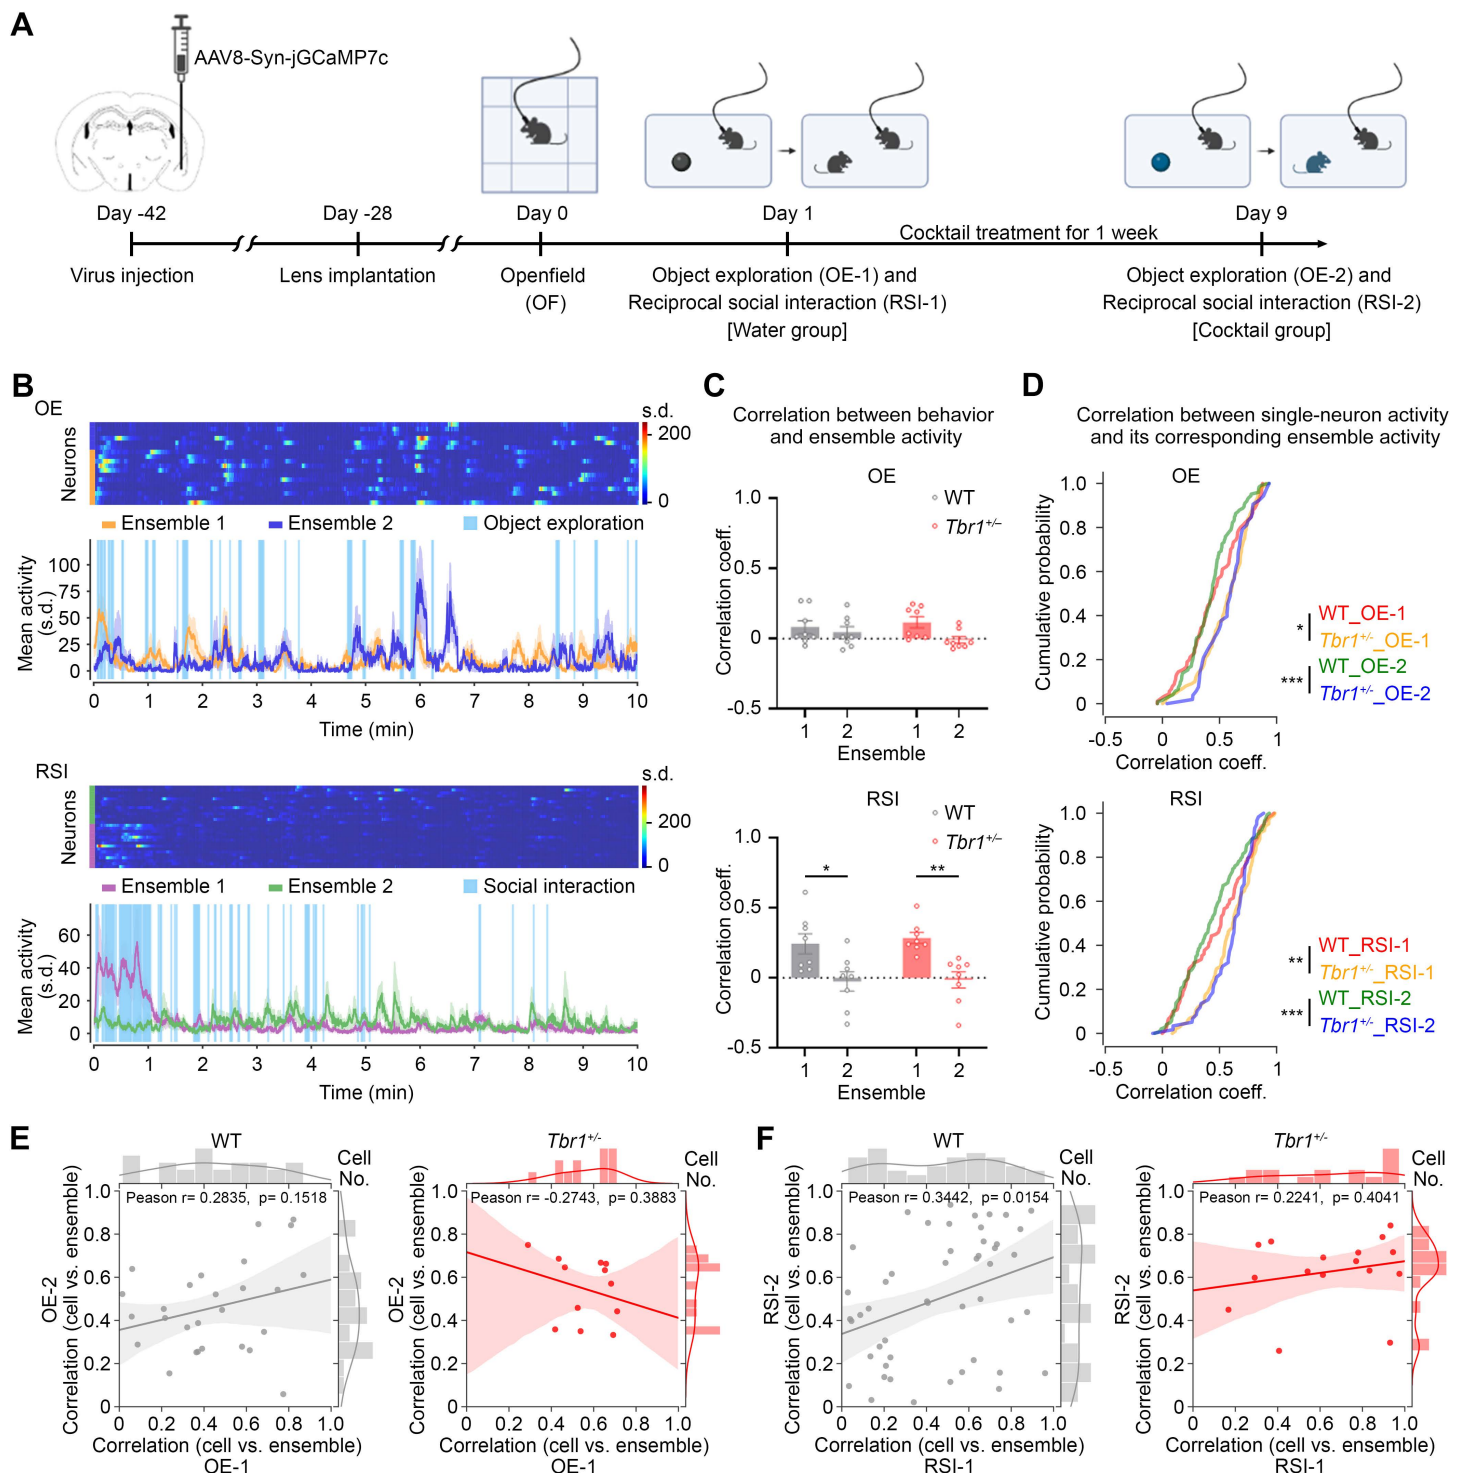 A
AAV8-Syn-jGCaMP7c
Day -42
Day -28
Day 0
Day 1
Day 9
Cocktail treatment for 1 week
Virus injection
Lens implantation
Openfield
(OF)
Object exploration (OE-1) and
Reciprocal social interaction (RSI-1)
[Water group]
Object exploration (OE-2) and
Reciprocal social interaction (RSI-2)
[Cocktail group]
B
OE
Neurons
s.d.
200
0
Ensemble 1
Ensemble 2
Object exploration
Mean activity
(s.d.)
100
75
50
25
0
0 1 2 3 4 5 6 7 8 9 10
Time (min)
RSI
Neurons
s.d.
200
0
Ensemble 1
Ensemble 2
Social interaction
Mean activity
(s.d.)
60
40
20
0
0 1 2 3 4 5 6 7 8 9 10
Time (min)
C
Correlation between behavior
and ensemble activity
OE
WT
Tbr1+/–
Correlation coeff.
1.0
0.5
0
-0.5
1 2 1 2
Ensemble
RSI
WT
Tbr1+/–
Correlation coeff.
1.0
0.5
0
-0.5
* **
1 2 1 2
Ensemble
D
Correlation between single-neuron activity
and its corresponding ensemble activity
OE
Cumulative probability
1.0
0.8
0.6
0.4
0.2
0
-0.5 0 0.5 1
Correlation coeff.
WT_OE-1
*
Tbr1+/-_OE-1
WT_OE-2
***
Tbr1+/-_OE-2
RSI
Cumulative probability
1.0
0.8
0.6
0.4
0.2
0
-0.5 0 0.5 1
Correlation coeff.
WT_RSI-1
**
Tbr1+/-_RSI-1
WT_RSI-2
***
Tbr1+/-_RSI-2
E
WT
Cell
No.
Peason r= 0.2835, p= 0.1518
OE-2
Correlation (cell vs. ensemble)
1.0
0.8
0.6
0.4
0.2
0
0 0.2 0.4 0.6 0.8 1.0
Correlation (cell vs. ensemble)
OE-1
Tbr1+/-
Cell
No.
Peason r= -0.2743, p= 0.3883
OE-2
Correlation (cell vs. ensemble)
1.0
0.8
0.6
0.4
0.2
0
0 0.2 0.4 0.6 0.8 1.0
Correlation (cell vs. ensemble)
OE-1
F
WT
Cell
No.
Peason r= 0.3442, p= 0.0154
RSI-2
Correlation (cell vs. ensemble)
1.0
0.8
0.6
0.4
0.2
0
0 0.2 0.4 0.6 0.8 1.0
Correlation (cell vs. ensemble)
RSI-1
Tbr1+/-
Cell
No.
Peason r= 0.2241, p= 0.4041
RSI-2
Correlation (cell vs. ensemble)
1.0
0.8
0.6
0.4
0.2
0
0 0.2 0.4 0.6 0.8 1.0
Correlation (cell vs. ensemble)
RSI-1